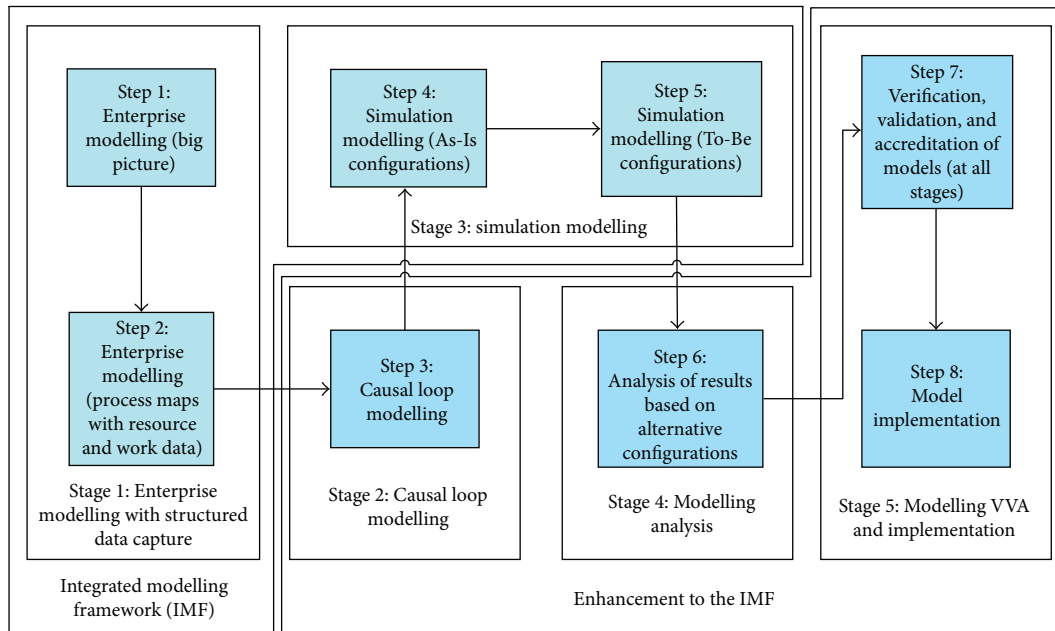 Step 1:
Enterprise
modelling (big
picture)
Step 2:
Enterprise
modelling
(process maps
with resource
and work data)
Stage 1: Enterprise
modelling with structured
data capture
Integrated modelling
framework (IMF)
Step 4:
Simulation
modelling (As-Is
configurations)
Step 5:
Simulation
modelling (To-Be
configurations)
Stage 3: simulation modelling
Step 3:
Causal loop
modelling
Stage 2: Causal loop
modelling
Step 6:
Analysis of results
based on
alternative
configurations
Stage 4: Modelling
analysis
Step 7:
Verification,
validation, and
accreditation of
models (at all
stages)
Step 8:
Model
implementation
Stage 5: Modelling VVA
and implementation
Enhancement to the IMF